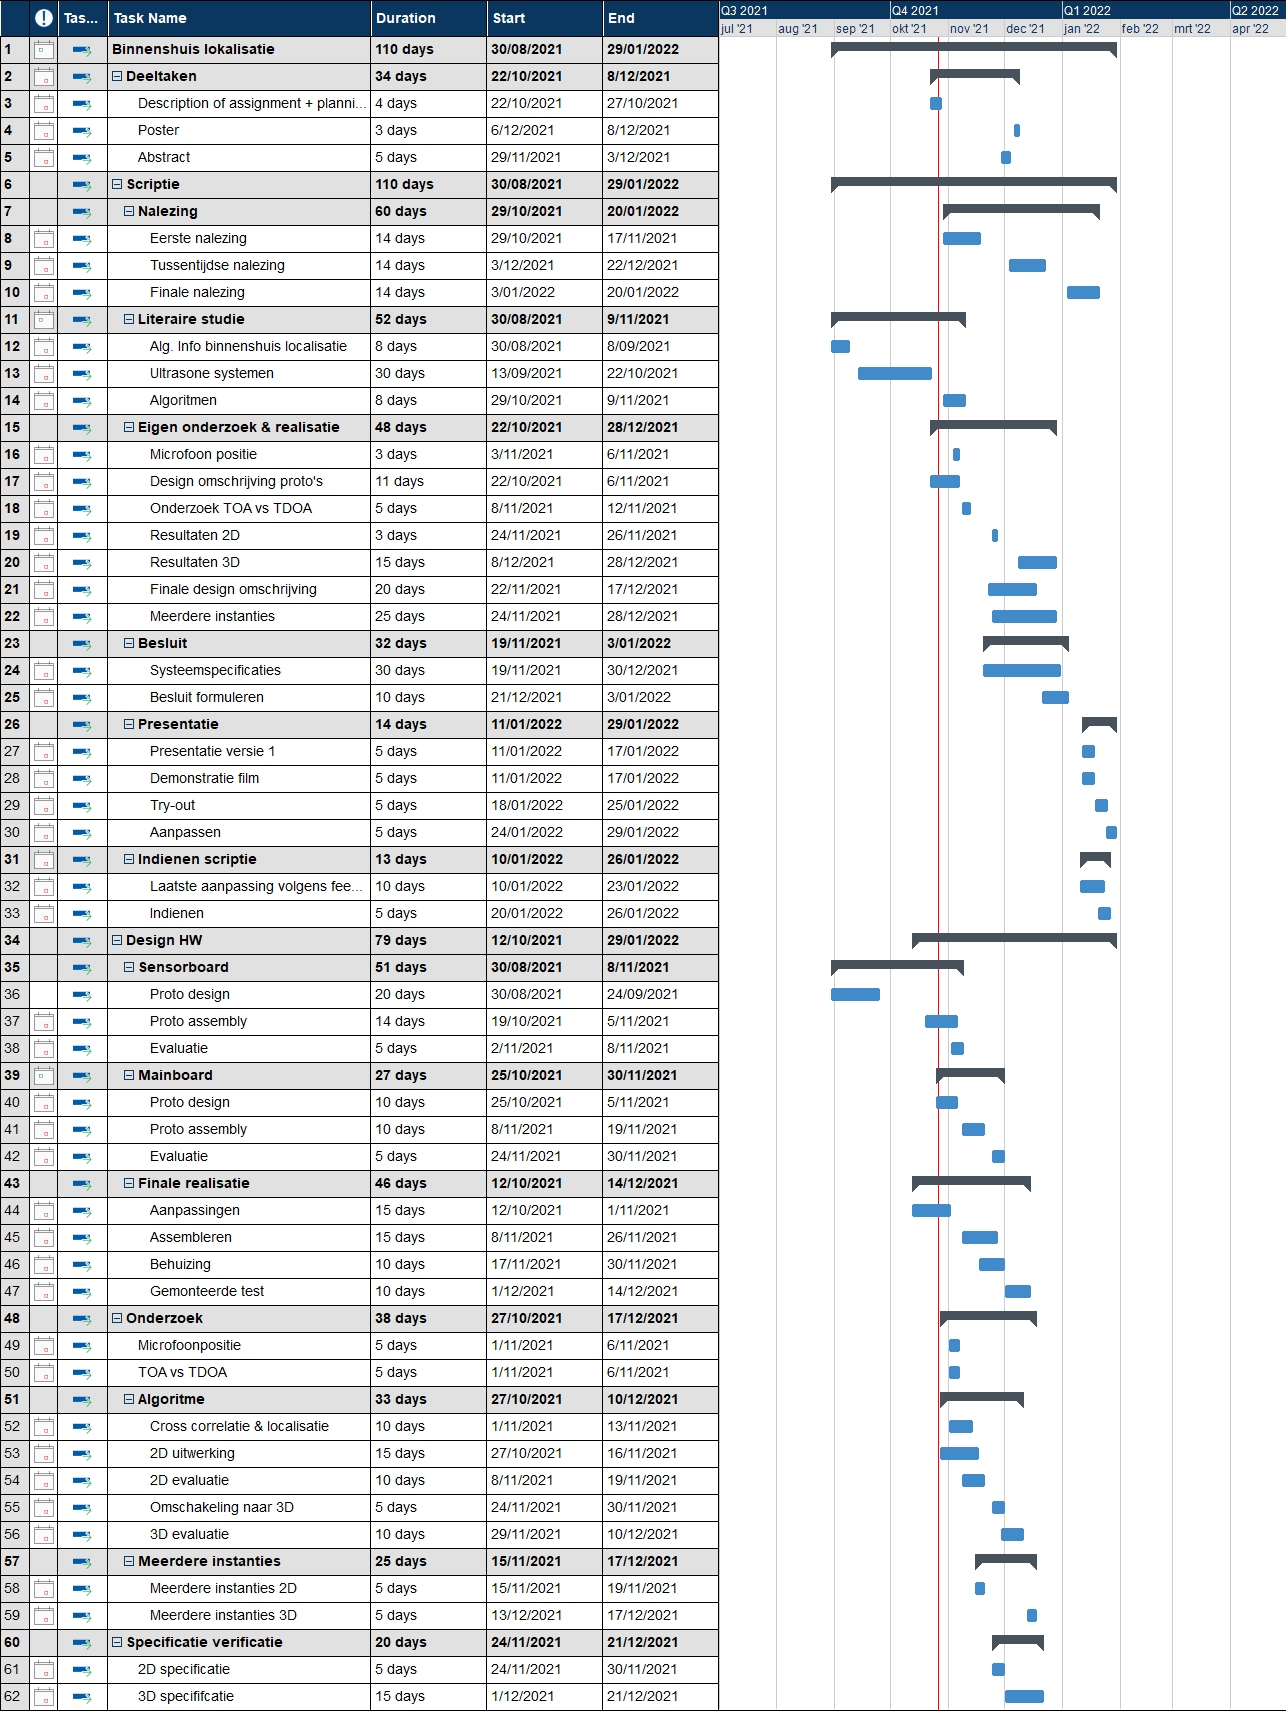 Tas... Task Name Duration Start End Q3 2021 Q4 2021 Q1 2022 Q2 2022
jul '21 aug '21 sep '21 okt '21 nov '21 dec '21 jan '22 feb '22 mrt '22 apr '22
1 Binnenshuis lokalisatie 110 days 30/08/2021 29/01/2022
2 Deeltaken 34 days 22/10/2021 8/12/2021
3 Description of assignment + planni... 4 days 22/10/2021 27/10/2021
4 Poster 3 days 6/12/2021 8/12/2021
5 Abstract 5 days 29/11/2021 3/12/2021
6 Scriptie 110 days 30/08/2021 29/01/2022
7 Nalezing 60 days 29/10/2021 20/01/2022
8 Eerste nalezing 14 days 29/10/2021 17/11/2021
9 Tussentijdse nalezing 14 days 3/12/2021 22/12/2021
10 Finale nalezing 14 days 3/01/2022 20/01/2022
11 Literaire studie 52 days 30/08/2021 9/11/2021
12 Alg. Info binnenshuis localisatie 8 days 30/08/2021 8/09/2021
13 Ultrasone systemen 30 days 13/09/2021 22/10/2021
14 Algoritmen 8 days 29/10/2021 9/11/2021
15 Eigen onderzoek & realisatie 48 days 22/10/2021 28/12/2021
16 Microfoon positie 3 days 3/11/2021 6/11/2021
17 Design omschrijving proto's 11 days 22/10/2021 6/11/2021
18 Onderzoek TOA vs TDOA 5 days 8/11/2021 12/11/2021
19 Resultaten 2D 3 days 24/11/2021 26/11/2021
20 Resultaten 3D 15 days 8/12/2021 28/12/2021
21 Finale design omschrijving 20 days 22/11/2021 17/12/2021
22 Meerdere instanties 25 days 24/11/2021 28/12/2021
23 Besluit 32 days 19/11/2021 3/01/2022
24 Systeemspecificaties 30 days 19/11/2021 30/12/2021
25 Besluit formuleren 10 days 21/12/2021 3/01/2022
26 Presentatie 14 days 11/01/2022 29/01/2022
27 Presentatie versie 1 5 days 11/01/2022 17/01/2022
28 Demonstratie film 5 days 11/01/2022 17/01/2022
29 Try-out 5 days 18/01/2022 25/01/2022
30 Aanpassen 5 days 24/01/2022 29/01/2022
31 Indienen scriptie 13 days 10/01/2022 26/01/2022
32 Laatste aanpassing volgens fee... 10 days 10/01/2022 23/01/2022
33 Indienen 5 days 20/01/2022 26/01/2022
34 Design HW 79 days 12/10/2021 29/01/2022
35 Sensorboard 51 days 30/08/2021 8/11/2021
36 Proto design 20 days 30/08/2021 24/09/2021
37 Proto assembly 14 days 19/10/2021 5/11/2021
38 Evaluatie 5 days 2/11/2021 8/11/2021
39 Mainboard 27 days 25/10/2021 30/11/2021
40 Proto design 10 days 25/10/2021 5/11/2021
41 Proto assembly 10 days 8/11/2021 19/11/2021
42 Evaluatie 5 days 24/11/2021 30/11/2021
43 Finale realisatie 46 days 12/10/2021 14/12/2021
44 Aanpassingen 15 days 12/10/2021 1/11/2021
45 Assembleren 15 days 8/11/2021 26/11/2021
46 Behuizing 10 days 17/11/2021 30/11/2021
47 Gemonteerde test 10 days 1/12/2021 14/12/2021
48 Onderzoek 38 days 27/10/2021 17/12/2021
49 Microfoonpositie 5 days 1/11/2021 6/11/2021
50 TOA vs TDOA 5 days 1/11/2021 6/11/2021
51 Algoritme 33 days 27/10/2021 10/12/2021
52 Cross correlatie & localisatie 10 days 1/11/2021 13/11/2021
53 2D uitwerking 15 days 27/10/2021 16/11/2021
54 2D evaluatie 10 days 8/11/2021 19/11/2021
55 Omschakeling naar 3D 5 days 24/11/2021 30/11/2021
56 3D evaluatie 10 days 29/11/2021 10/12/2021
57 Meerdere instanties 25 days 15/11/2021 17/12/2021
58 Meerdere instanties 2D 5 days 15/11/2021 19/11/2021
59 Meerdere instanties 3D 5 days 13/12/2021 17/12/2021
60 Specificatie verificatie 20 days 24/11/2021 21/12/2021
61 2D specificatie 5 days 24/11/2021 30/11/2021
62 3D specififcatie 15 days 1/12/2021 21/12/2021